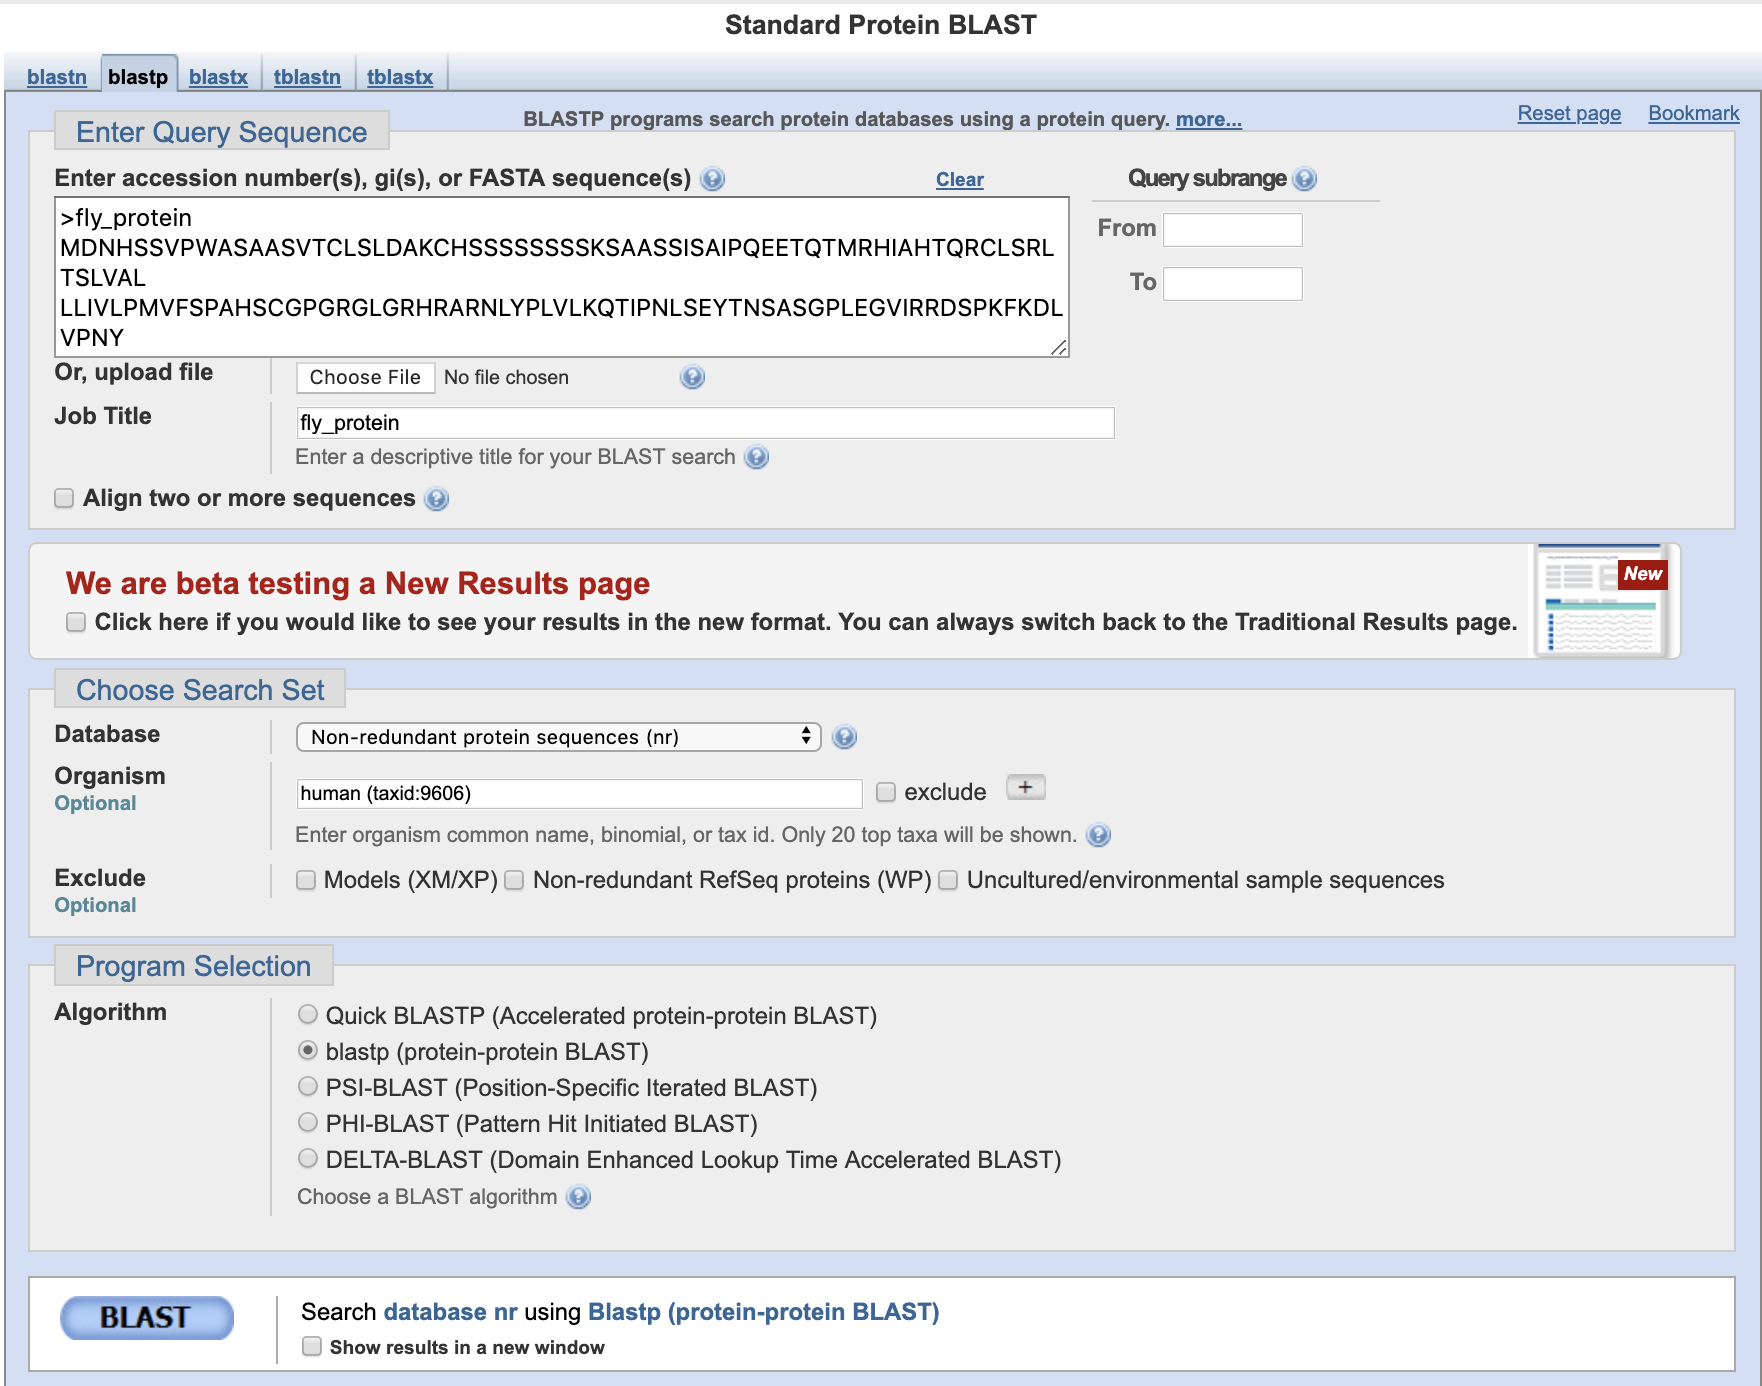 Standard Protein BLAST
blastn blastp blastx tblastn tblastx
Enter Query Sequence
BLASTP programs search protein databases using a protein query. more...
Reset page Bookmark
Enter accession number(s), gi(s), or FASTA sequence(s)
Clear
Query subrange
>fly_protein
MDNHSSVPWASAASVTCLSLDAKCHSSSSSSSSKSAASSISAIPQEETQTMRHIAHTQRCLSRL
TSLVAL
LLIVLPMVFSPAHSCGPGRGLGRHRARNLYPLVLKQTIPNLSEYTNSASGPLEGVIRRDSPKFKDL
VPNY
From
To
Or, upload file
Choose File No file chosen
Job Title
fly_protein
Enter a descriptive title for your BLAST search
Align two or more sequences
We are beta testing a New Results page
Click here if you would like to see your results in the new format. You can always switch back to the Traditional Results page.
New
Choose Search Set
Database
Non-redundant protein sequences (nr)
Organism
Optional
human (taxid:9606)
exclude
+
Enter organism common name, binomial, or tax id. Only 20 top taxa will be shown.
Exclude
Optional
Models (XM/XP) Non-redundant RefSeq proteins (WP) Uncultured/environmental sample sequences
Program Selection
Algorithm
Quick BLASTP (Accelerated protein-protein BLAST)
blastp (protein-protein BLAST)
PSI-BLAST (Position-Specific Iterated BLAST)
PHI-BLAST (Pattern Hit Initiated BLAST)
DELTA-BLAST (Domain Enhanced Lookup Time Accelerated BLAST)
Choose a BLAST algorithm
BLAST
Search database nr using Blastp (protein-protein BLAST)
Show results in a new window